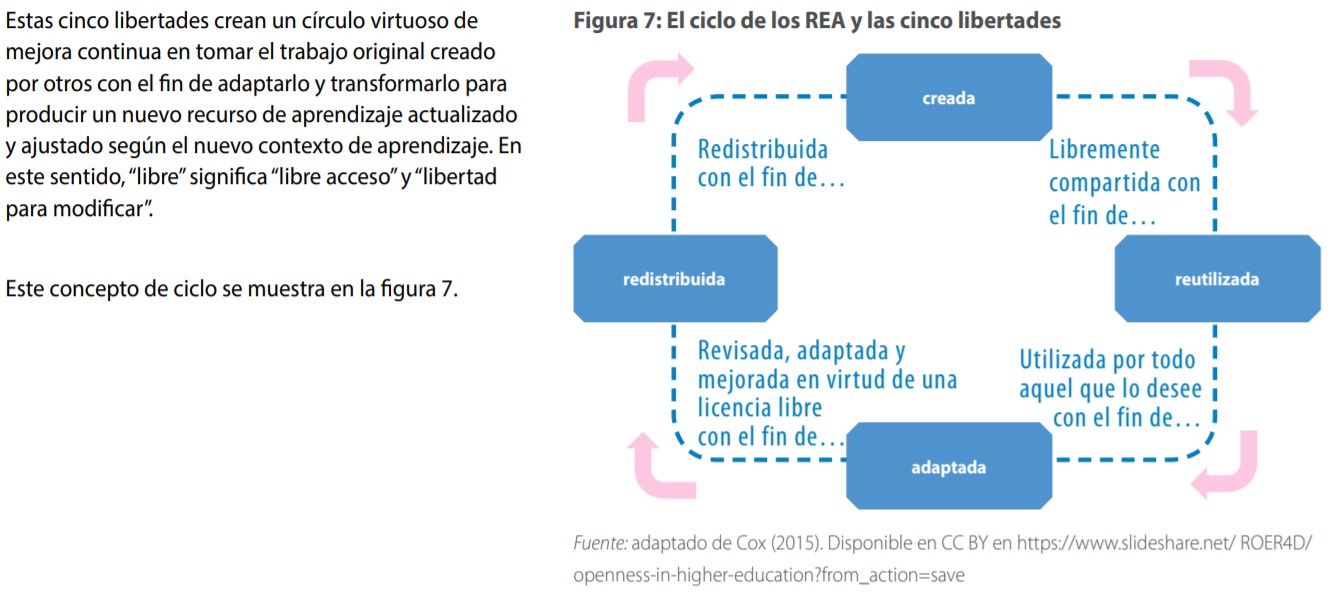 Estas cinco libertades crean un círculo virtuoso de
mejora continua en tomar el trabajo original creado
por otros con el fin de adaptarlo y transformarlo para
producir un nuevo recurso de aprendizaje actualizado
y ajustado según el nuevo contexto de aprendizaje. En
este sentido, “libre” significa “libre acceso” y “libertad
para modificar”.
Este concepto de ciclo se muestra en la figura 7.
Figura 7: El ciclo de los REA y las cinco libertades
creada
Redistribuida
con el fin de…
Libremente
compartida con
el fin de…
redistribuida
reutilizada
Revisada, adaptada y
mejorada en virtud de una
licencia libre
con el fin de…
Utilizada por todo
aquel que lo desee
con el fin de…
adaptada
Fuente: adaptado de Cox (2015). Disponible en CC BY en https://www.slideshare.net/ ROER4D/
openness-in-higher-education?from_action=save